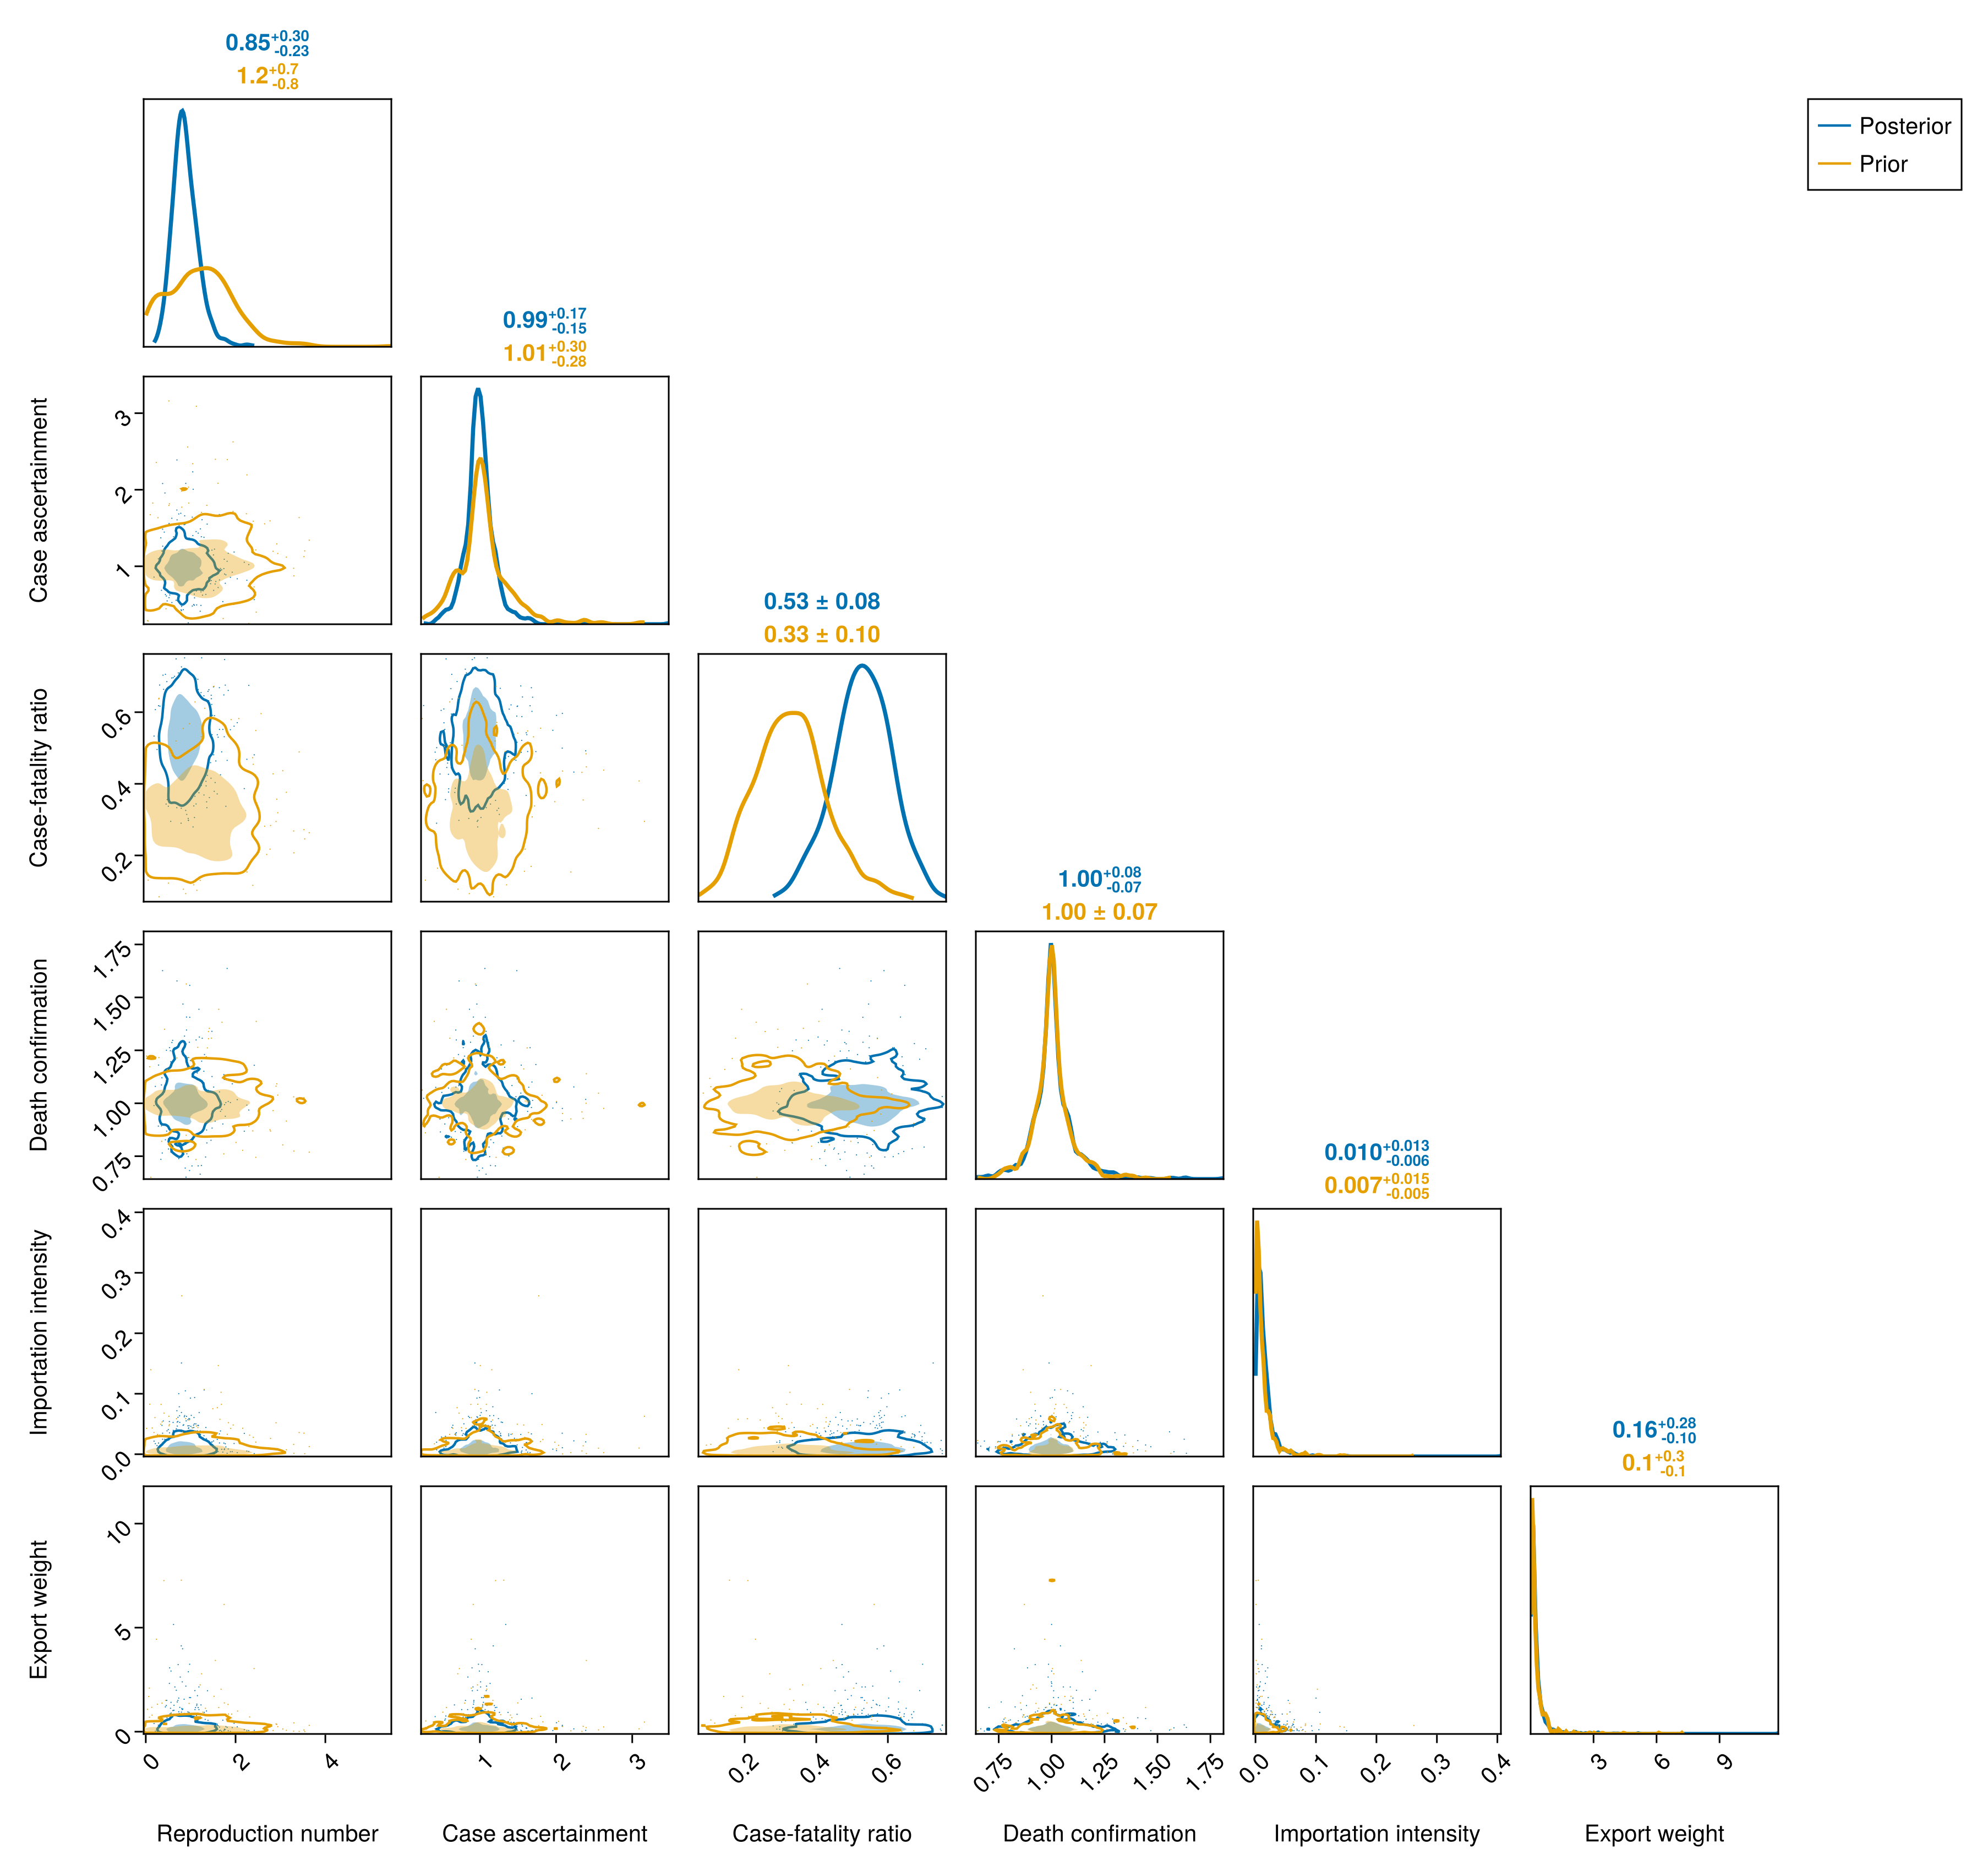 0.85+0.30-0.23
1.2+0.7-0.8
Posterior
Prior
0.99+0.17-0.15
1.01+0.30-0.28
Case ascertainment
3
2
1
0.53 ± 0.08
0.33 ± 0.10
Case-fatality ratio
0.6
0.4
0.2
1.00+0.08-0.07
1.00 ± 0.07
Death confirmation
1.75
1.50
1.25
1.00
0.75
0.010+0.013-0.006
0.007+0.015-0.005
Importation intensity
0.4
0.3
0.2
0.1
0.0
0.16+0.28-0.10
0.1+0.3-0.1
Export weight
10
5
0
0 2 4 1 2 3 0.2 0.4 0.6 0.75 1.00 1.25 1.50 1.75 0.0 0.1 0.2 0.3 0.4 3 6 9
Reproduction number Case ascertainment Case-fatality ratio Death confirmation Importation intensity Export weight